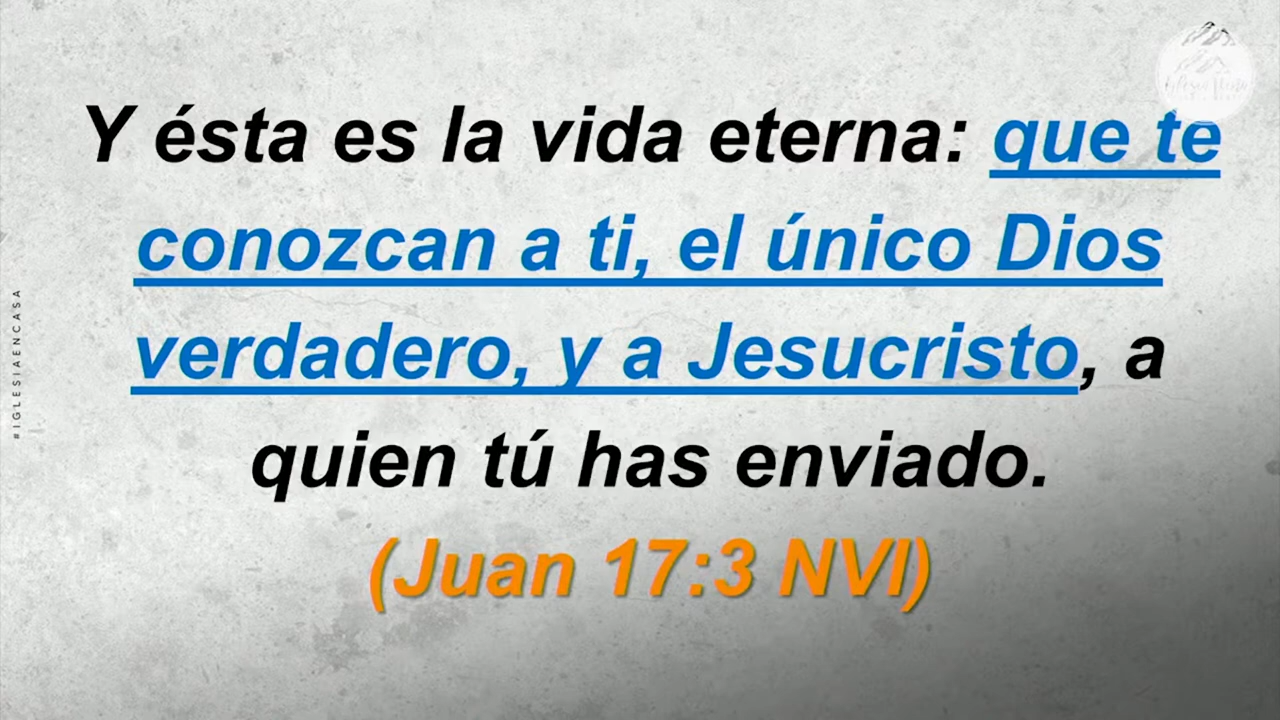 Y ésta es la vida eterna: que te
conozcan a ti, el único Dios
verdadero, y a Jesucristo, a
quien tú has enviado.
(Juan 17:3 NVI)
#IGLESIAENCASA